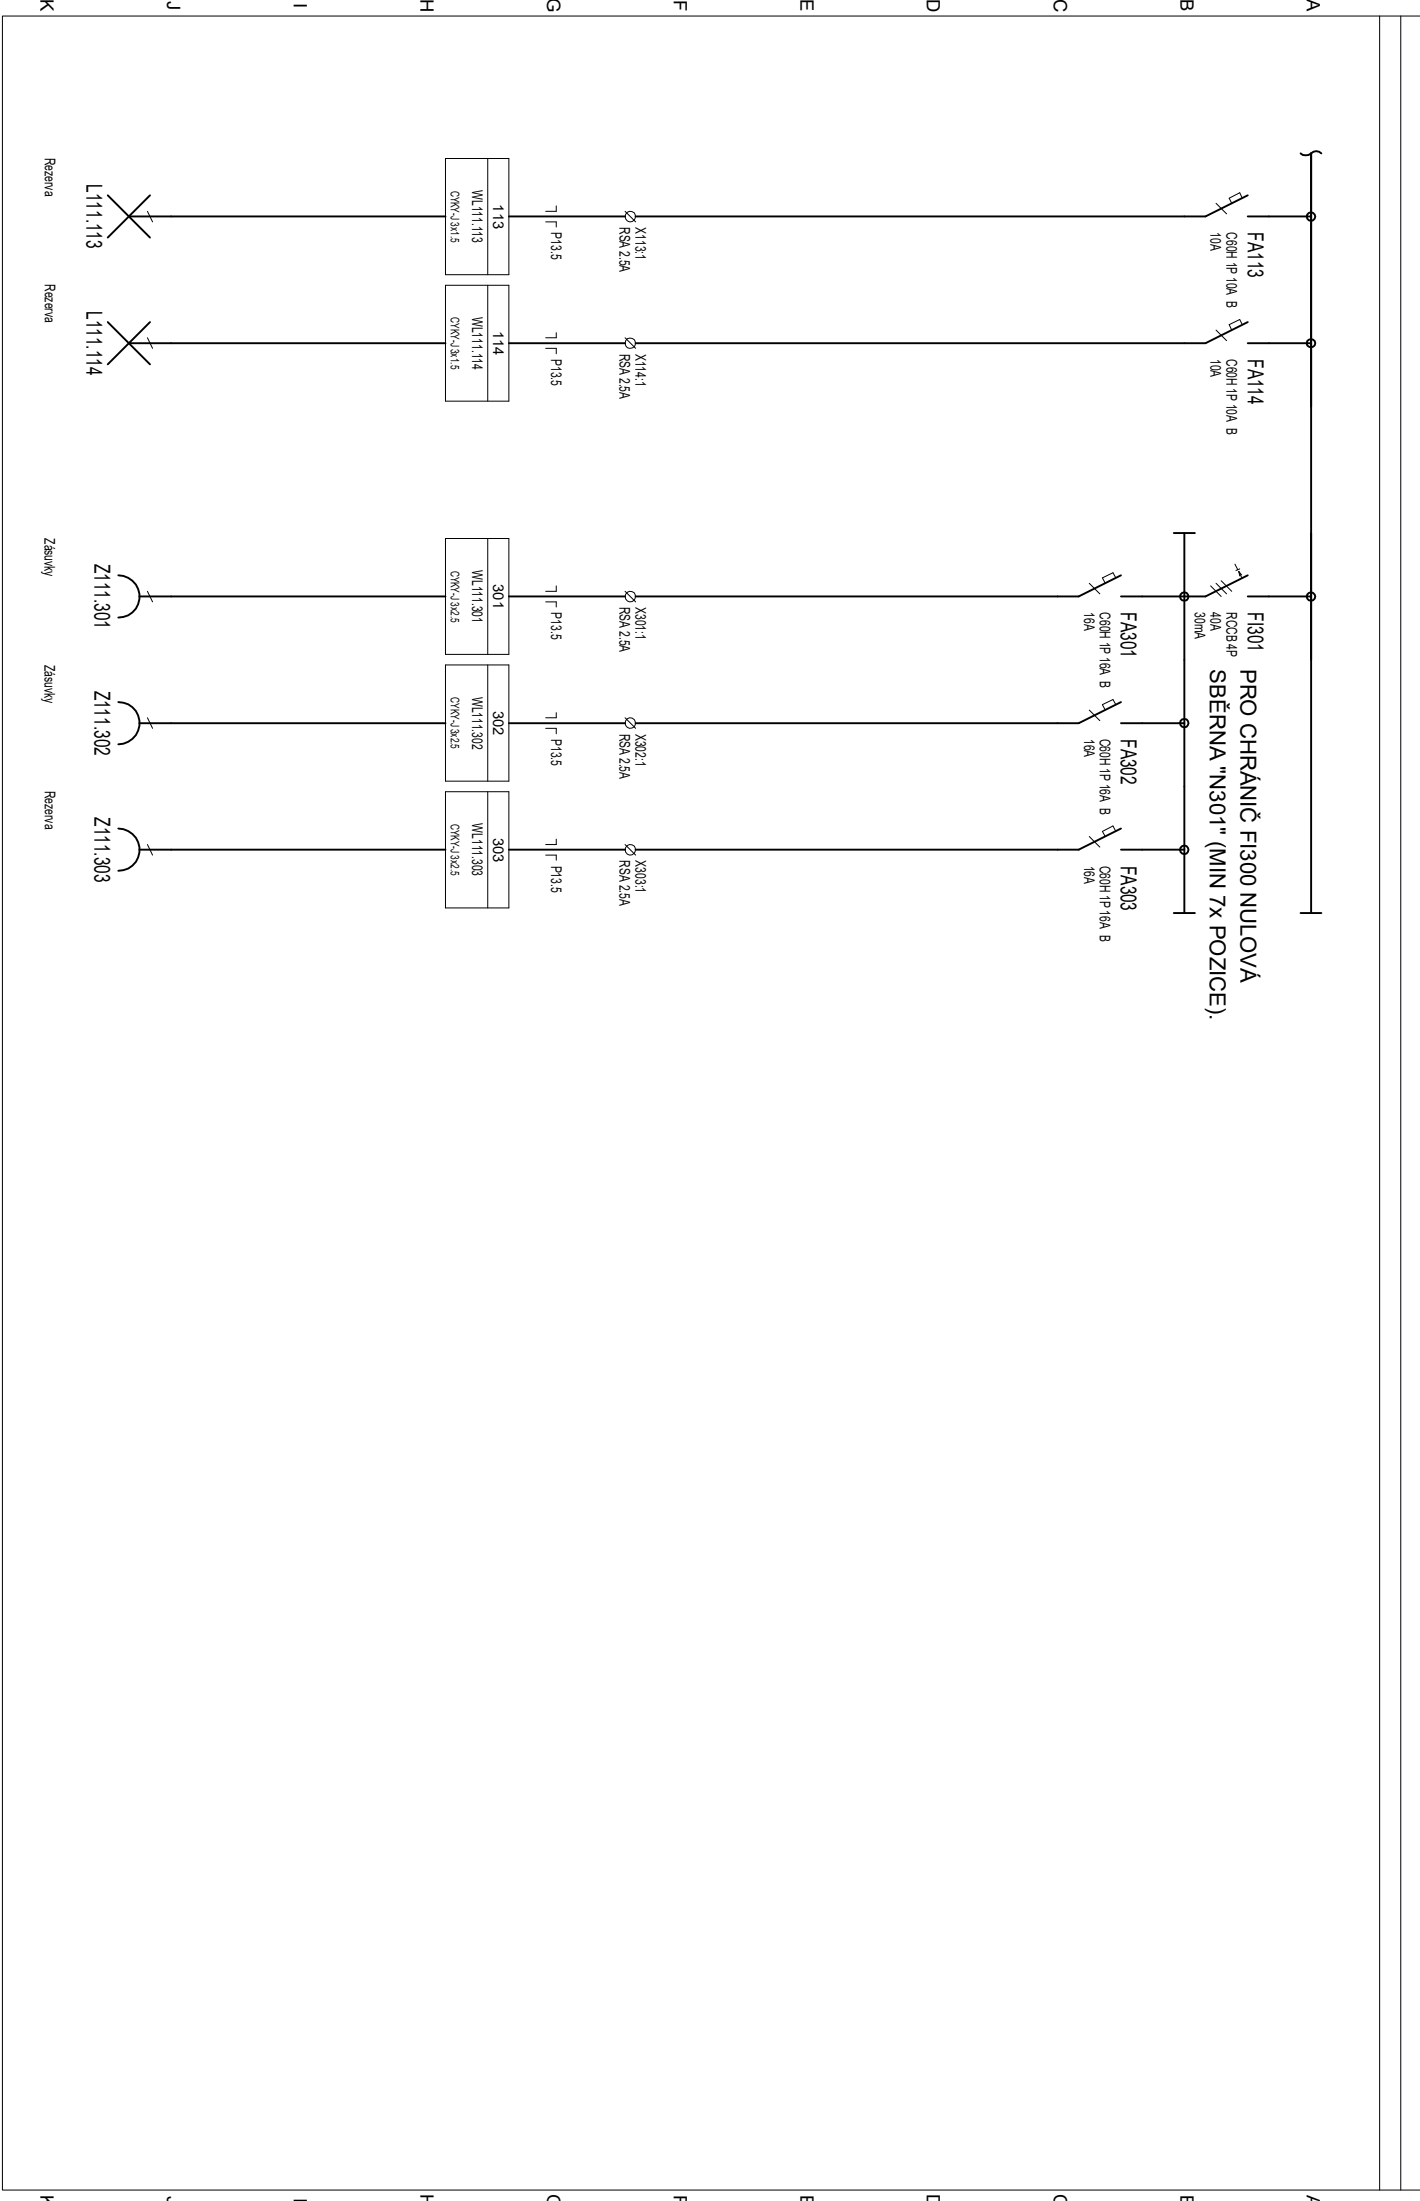 A
B
C
D
E
F
G
H
I
J
K
FA113
C60H 1P 10A B
10A
FA114
C60H 1P 10A B
10A
FI301
RCCB 4P
40A
30mA
PRO CHRÁNIČ FI300 NULOVÁ
SBĚRNA "N301" (MIN 7x POZICE).
FA301
C60H 1P 16A B
16A
FA302
C60H 1P 16A B
16A
FA303
C60H 1P 16A B
16A
X113:1
RSA 2.5A
X114:1
RSA 2.5A
X301:1
RSA 2.5A
X302:1
RSA 2.5A
X303:1
RSA 2.5A
P13.5
P13.5
P13.5
P13.5
P13.5
113
WL111.113
CYKY-J 3x1.5
114
WL111.114
CYKY-J 3x1.5
301
WL111.301
CYKY-J 3x2.5
302
WL111.302
CYKY-J 3x2.5
303
WL111.303
CYKY-J 3x2.5
L111.113
L111.114
Z111.301
Z111.302
Z111.303
Rezerva
Rezerva
Zásuvky
Zásuvky
Rezerva